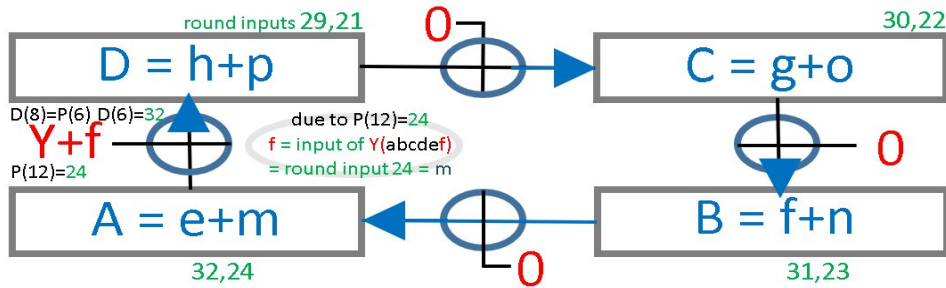 round inputs 29,21
0
30,22
D = h+p
C = g+o
D(8)=P(6) D(6)=32
Y+f
P(12)=24
due to P(12)=24
f = input of Y(abcdef)
= round input 24 = m
0
A = e+m
B = f+n
0
32,24
31,23